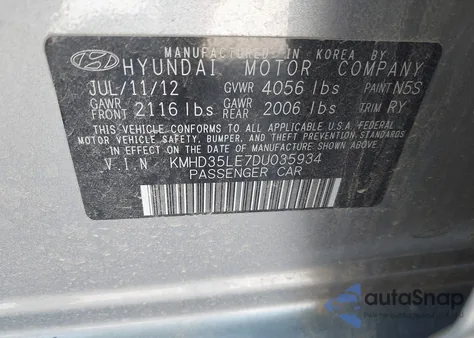 MANUFACTURED IN KOREA BY
HYUNDAI MOTOR COMPANY
JUL/11/12 GVWR 4056 lbs PAINT N5S
GAWR FRONT 2116 lbs GAWR REAR 2006 lbs TRIM RY
THIS VEHICLE CONFORMS TO ALL APPLICABLE U.S.A. FEDERAL
MOTOR VEHICLE SAFETY, BUMPER, AND THEFT PREVENTION
STANDARDS IN EFFECT ON THE DATE OF MANUFACTURE SHOWN ABOVE.
V.I.N KMHD35LE7DU035934
PASSENGER CAR
autoSnap